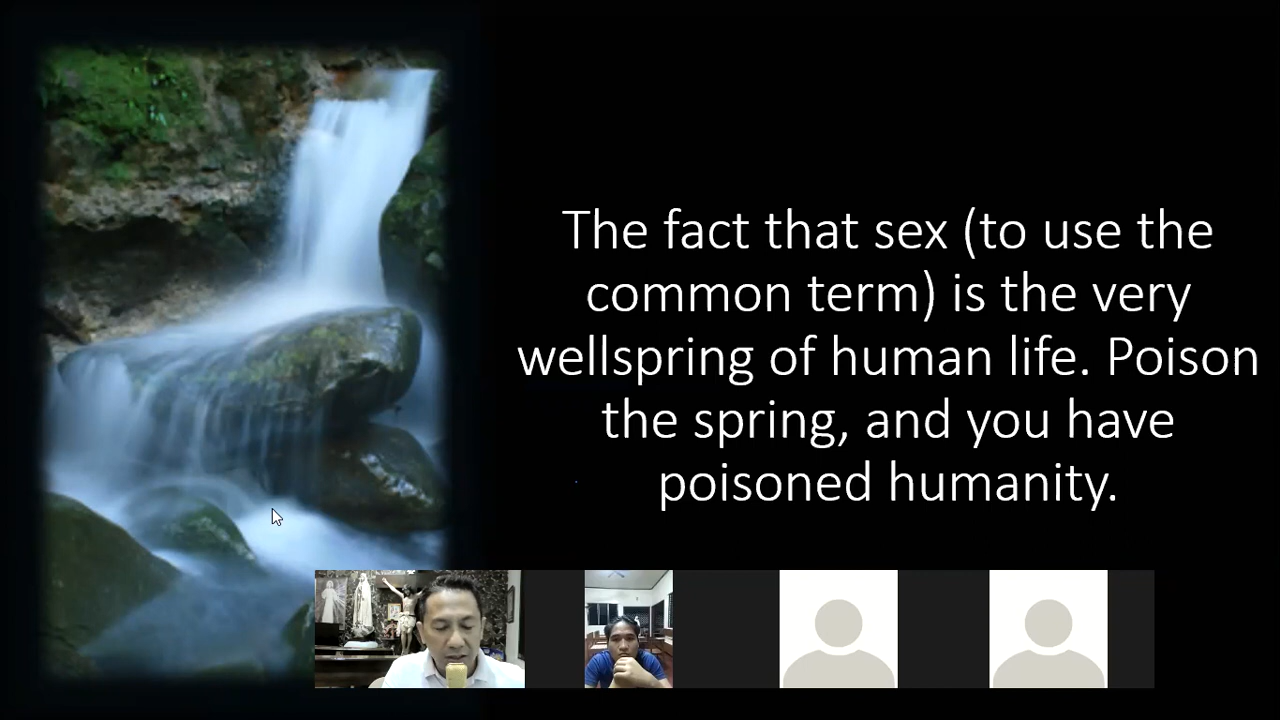 The fact that sex (to use the
common term) is the very
wellspring of human life. Poison
the spring, and you have
poisoned humanity.